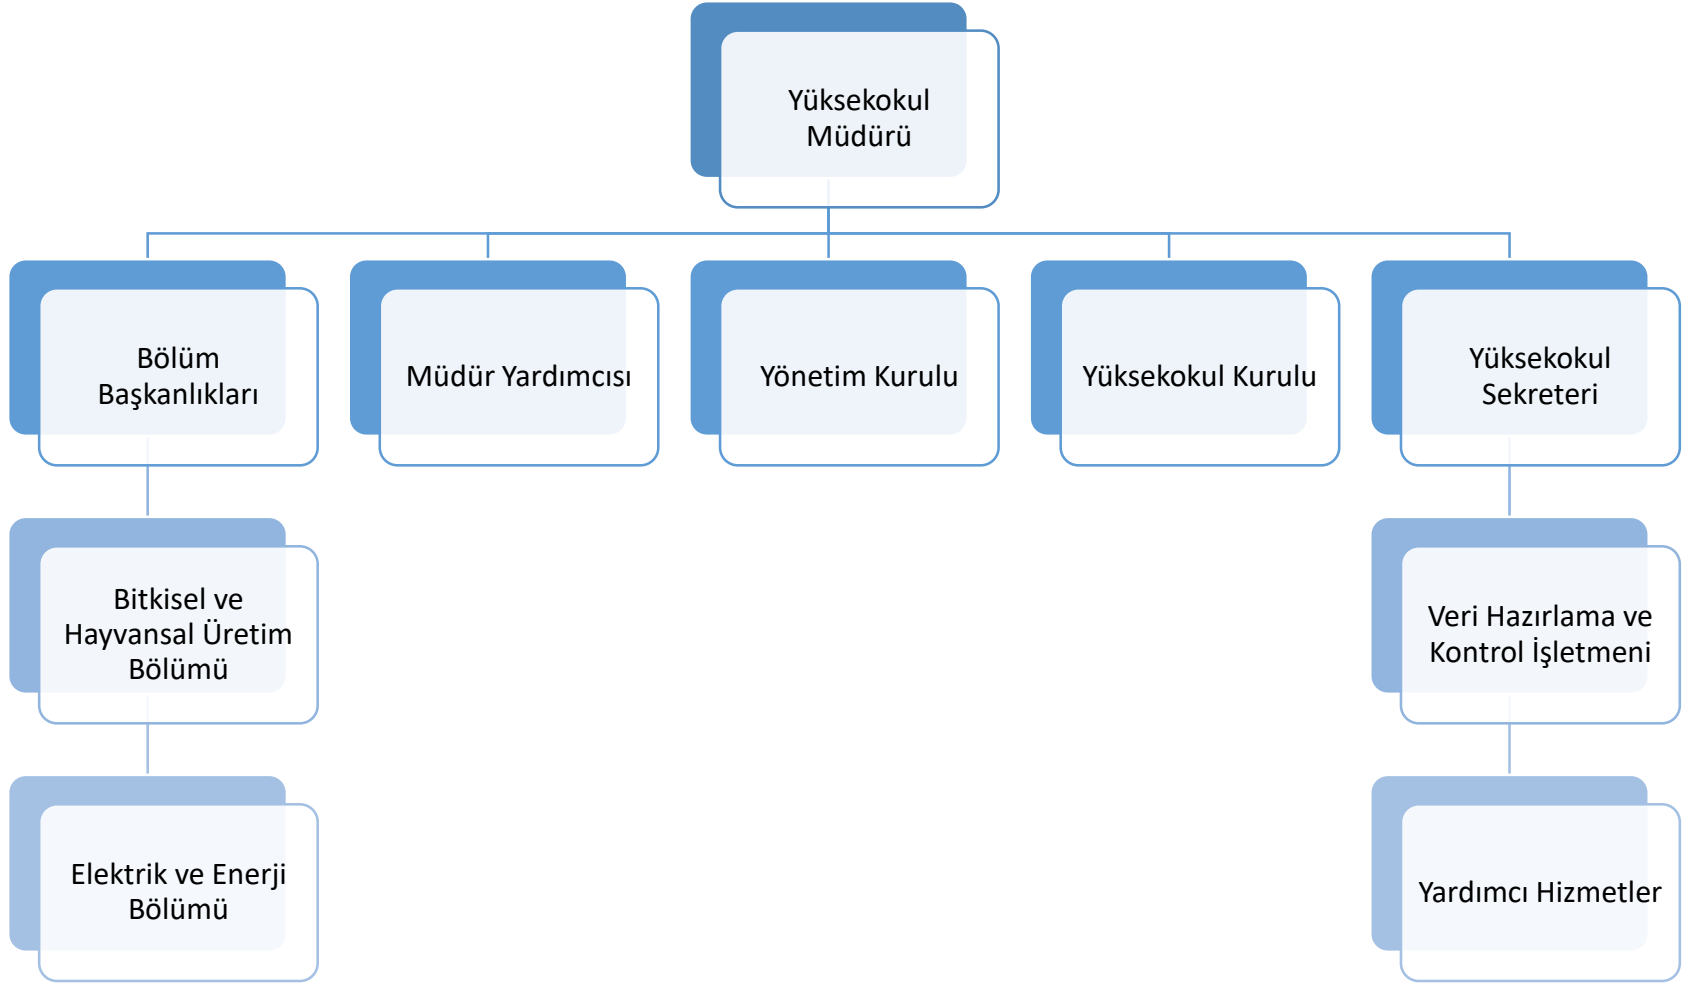 Yüksekokul
Müdürü
Bölüm
Başkanlıkları
Müdür Yardımcısı
Yönetim Kurulu
Yüksekokul Kurulu
Yüksekokul
Sekreteri
Bitkisel ve
Hayvansal Üretim
Bölümü
Veri Hazırlama ve
Kontrol İşletmeni
Elektrik ve Enerji
Bölümü
Yardımcı Hizmetler